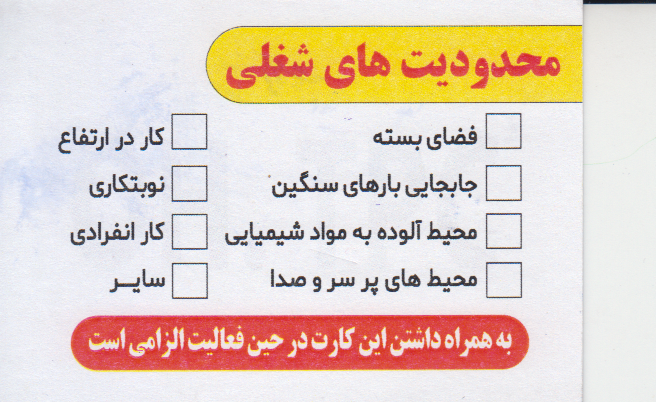 محدودیت های شغلی
فضای بسته
کار در ارتفاع
جابجایی بارهای سنگین
نوبتکاری
محیط آلوده به مواد شیمیایی
کار انفرادی
محیط های پر سر و صدا
سایــر
به همراه داشتن این کارت در حین فعالیت الزامی است